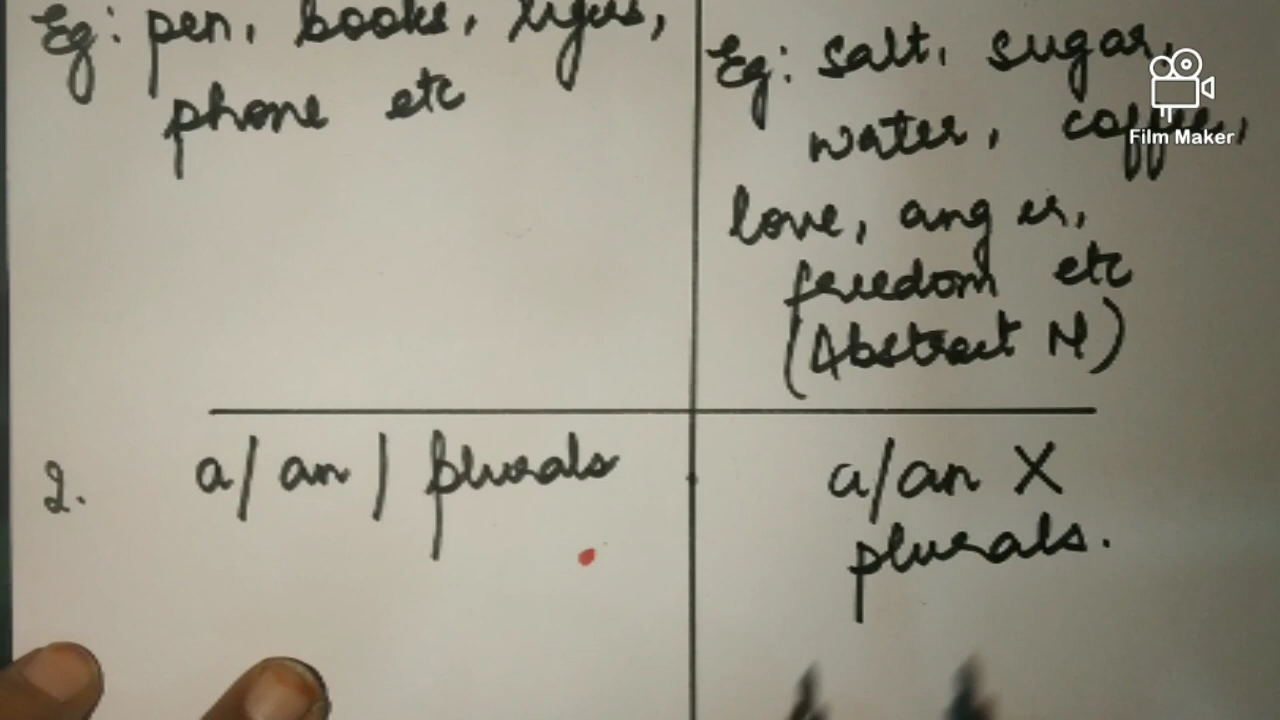 Eg: pen, books, tigers,
phone etc
Eg: salt, sugar,
water, coffee,
love, anger,
freedom etc
(Abstract N)
2. a/ an / plurals
a/an X
plurals.
Film Maker